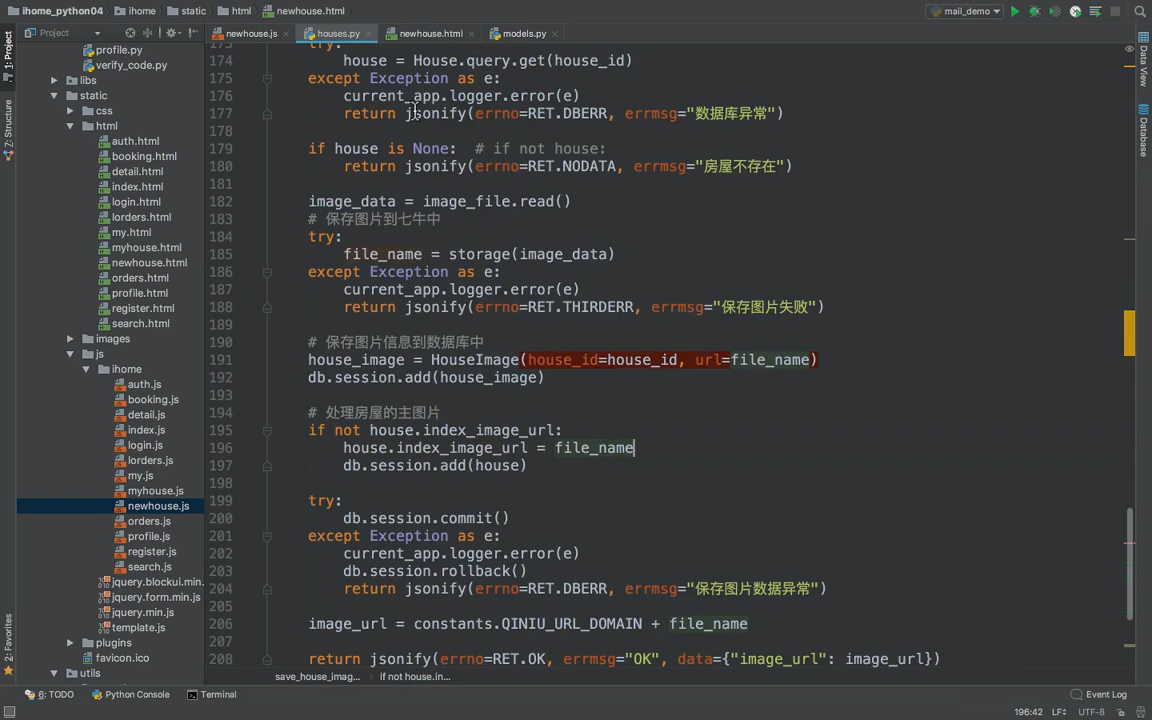 ihome_python04 ihome static html newhouse.html mail_demo
Project newhouse.js houses.py newhouse.html models.py
1: Project
7: Structure
2: Favorites
Data View
Database
profile.py
verify_code.py
libs
static
css
html
auth.html
booking.html
detail.html
index.html
login.html
lorders.html
my.html
myhouse.html
newhouse.html
orders.html
profile.html
register.html
search.html
images
js
ihome
auth.js
booking.js
detail.js
index.js
login.js
lorders.js
my.js
myhouse.js
newhouse.js
orders.js
profile.js
register.js
search.js
jquery.blockui.min.
jquery.form.min.js
jquery.min.js
template.js
plugins
favicon.ico
utils
173 try:
174 house = House.query.get(house_id)
175 except Exception as e:
176 current_app.logger.error(e)
177 return jsonify(errno=RET.DBERR, errmsg="数据库异常")
178
179 if house is None: # if not house:
180 return jsonify(errno=RET.NODATA, errmsg="房屋不存在")
181
182 image_data = image_file.read()
183 # 保存图片到七牛中
184 try:
185 file_name = storage(image_data)
186 except Exception as e:
187 current_app.logger.error(e)
188 return jsonify(errno=RET.THIRDERR, errmsg="保存图片失败")
189
190 # 保存图片信息到数据库中
191 house_image = HouseImage(house_id=house_id, url=file_name)
192 db.session.add(house_image)
193
194 # 处理房屋的主图片
195 if not house.index_image_url:
196 house.index_image_url = file_name
197 db.session.add(house)
198
199 try:
200 db.session.commit()
201 except Exception as e:
202 current_app.logger.error(e)
203 db.session.rollback()
204 return jsonify(errno=RET.DBERR, errmsg="保存图片数据异常")
205
206 image_url = constants.QINIU_URL_DOMAIN + file_name
207
208 return jsonify(errno=RET.OK, errmsg="OK", data={"image_url": image_url})
save_house_imag... if not house.in...
6: TODO Python Console Terminal Event Log
196:42 LF÷ UTF-8